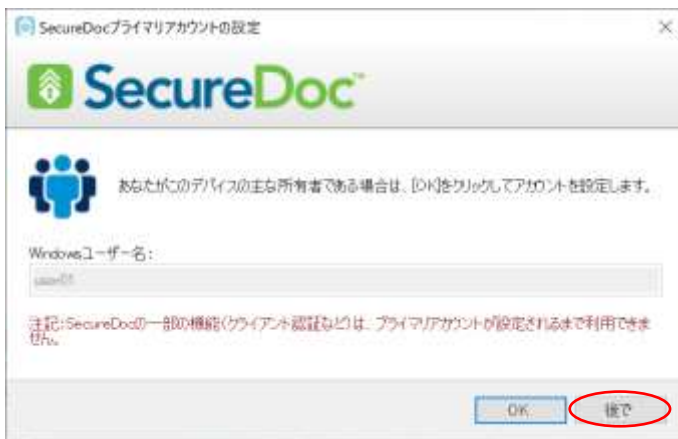 SecureDocプライマリアカウントの設定
SecureDoc™
あなたがこのデバイスの主な所有者である場合は、[OK]をクリックしてアカウントを設定します。
Windowsユーザー名:
user01
注記:SecureDocの一部の機能(クライアント認証など)は、プライマリアカウントが設定されるまで利用できま
せん。
OK
後で